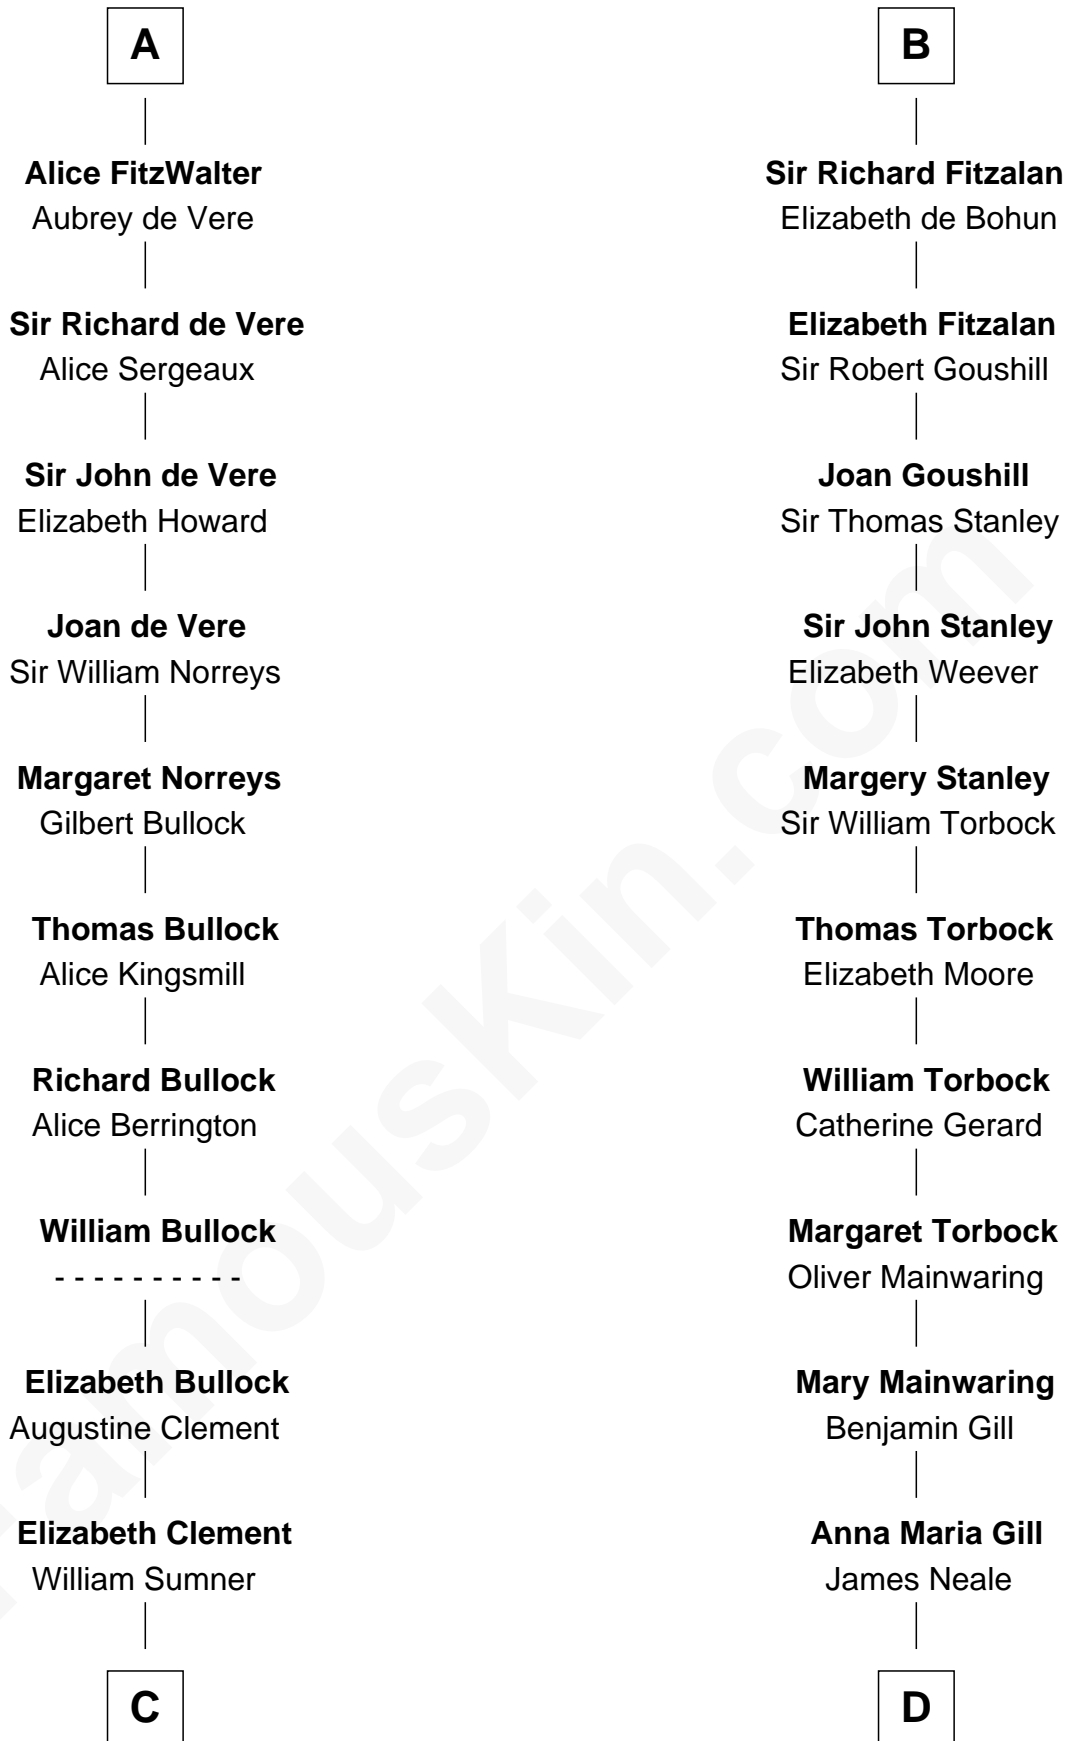 A
Alice FitzWalter
Aubrey de Vere
Sir Richard de Vere
Alice Sergeaux
Sir John de Vere
Elizabeth Howard
Joan de Vere
Sir William Norreys
Margaret Norreys
Gilbert Bullock
Thomas Bullock
Alice Kingsmill
Richard Bullock
Alice Berrington
William Bullock
- - - - - - - - - -
Elizabeth Bullock
Augustine Clement
Elizabeth Clement
William Sumner
C
B
Sir Richard Fitzalan
Elizabeth de Bohun
Elizabeth Fitzalan
Sir Robert Goushill
Joan Goushill
Sir Thomas Stanley
Sir John Stanley
Elizabeth Weever
Margery Stanley
Sir William Torbock
Thomas Torbock
Elizabeth Moore
William Torbock
Catherine Gerard
Margaret Torbock
Oliver Mainwaring
Mary Mainwaring
Benjamin Gill
Anna Maria Gill
James Neale
D
FamousKin.com